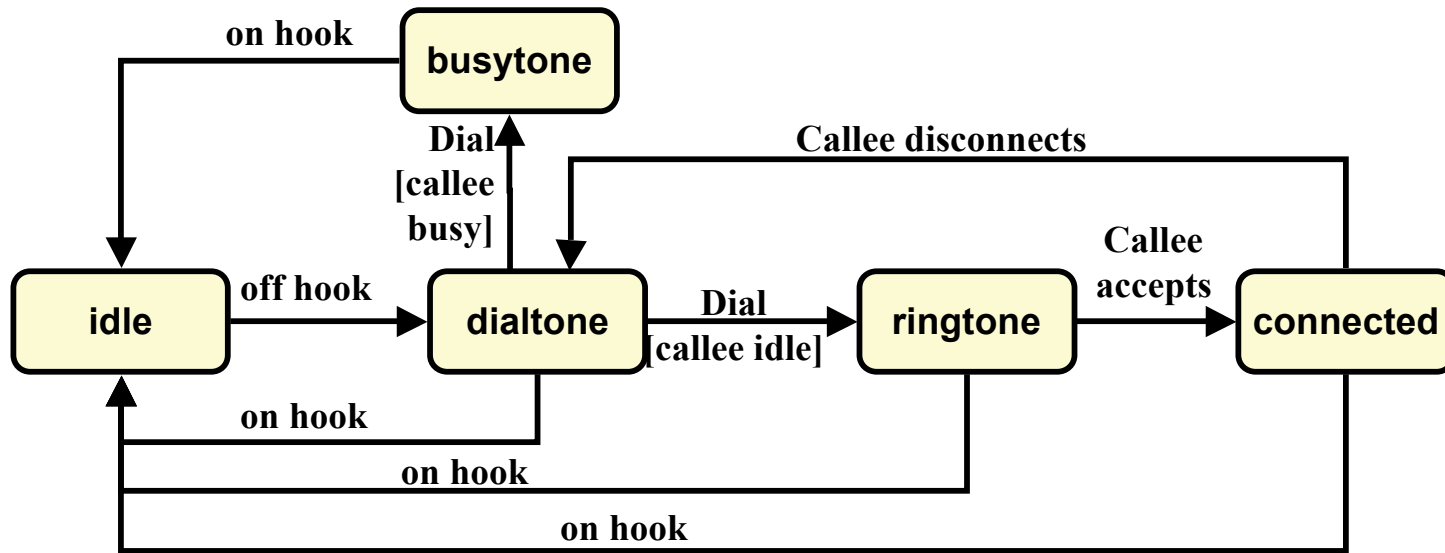 on hook
busytone
Dial
[callee
busy]
Callee disconnects
Callee
accepts
idle
off hook
dialtone
Dial
[callee idle]
ringtone
connected
on hook
on hook
on hook